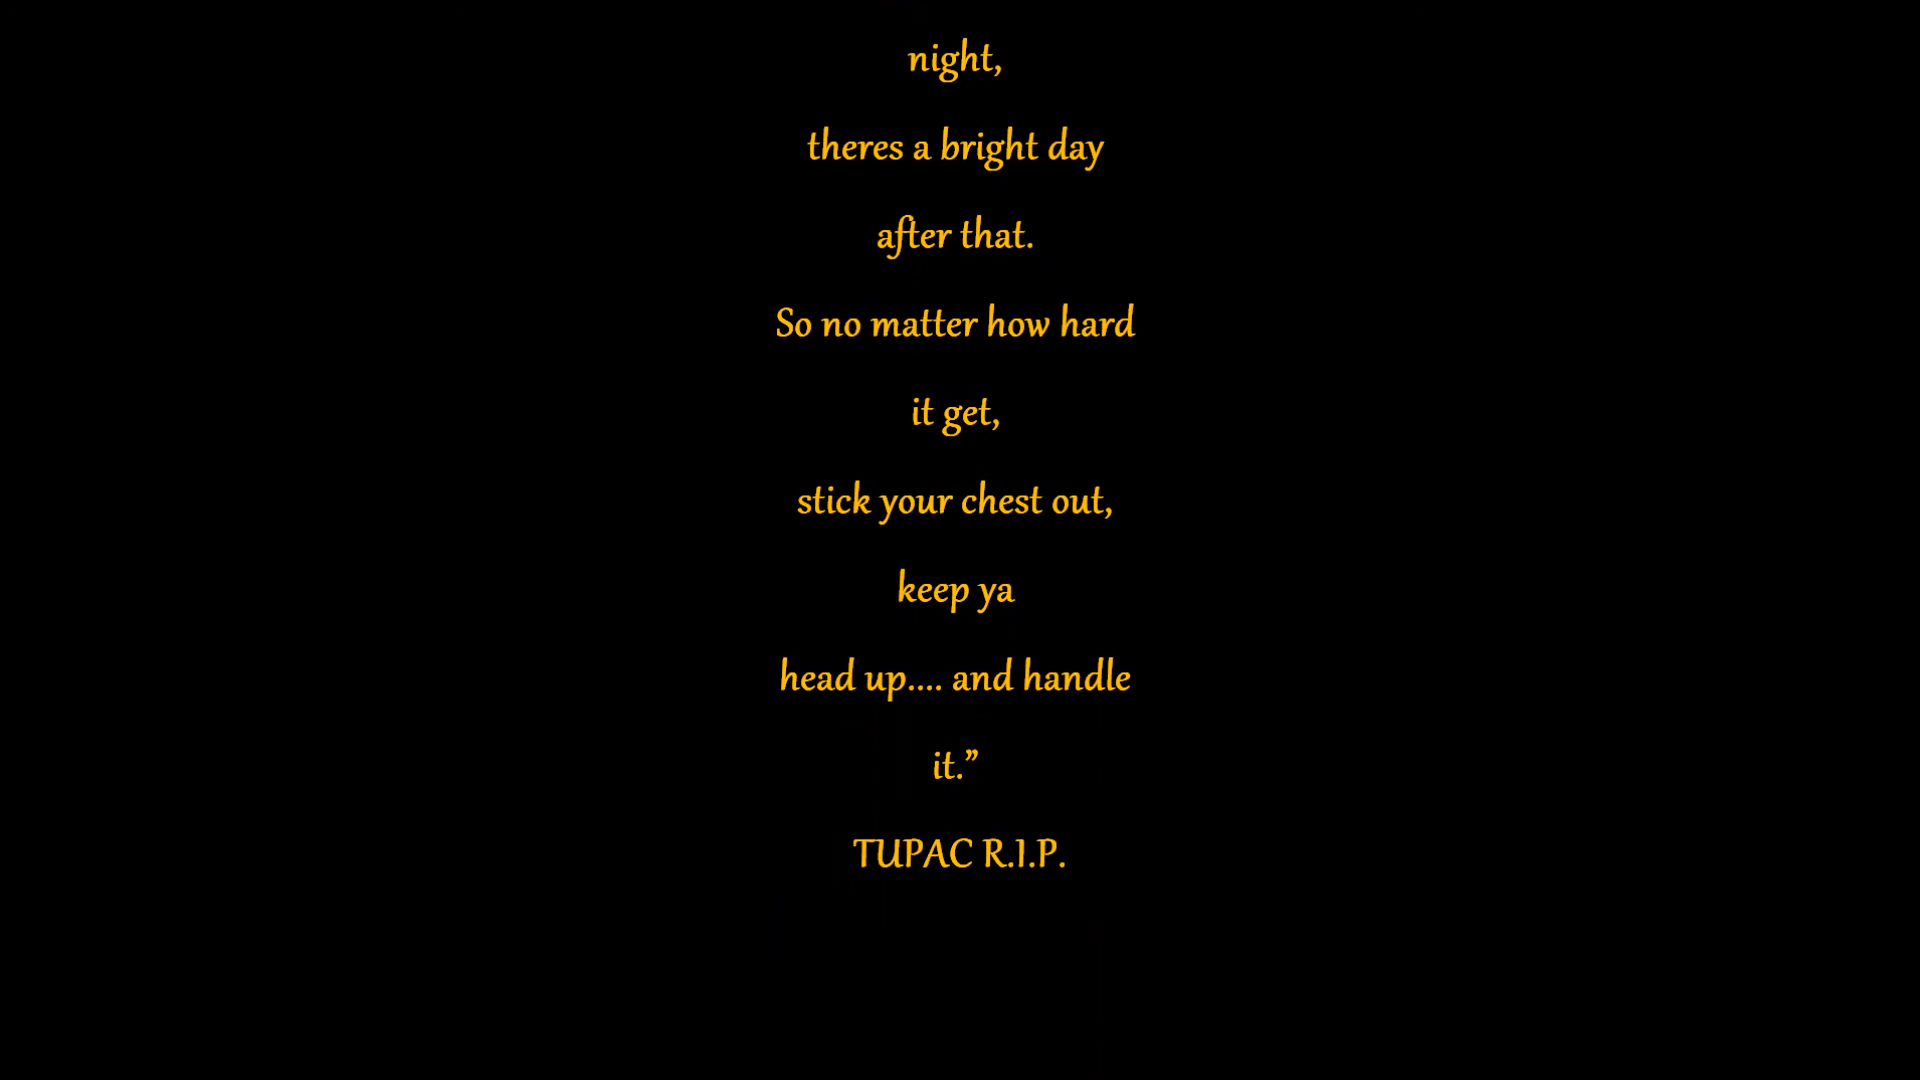 night,
theres a bright day
after that.
So no matter how hard
it get,
stick your chest out,
keep ya
head up.... and handle
it.”
TUPAC R.I.P.